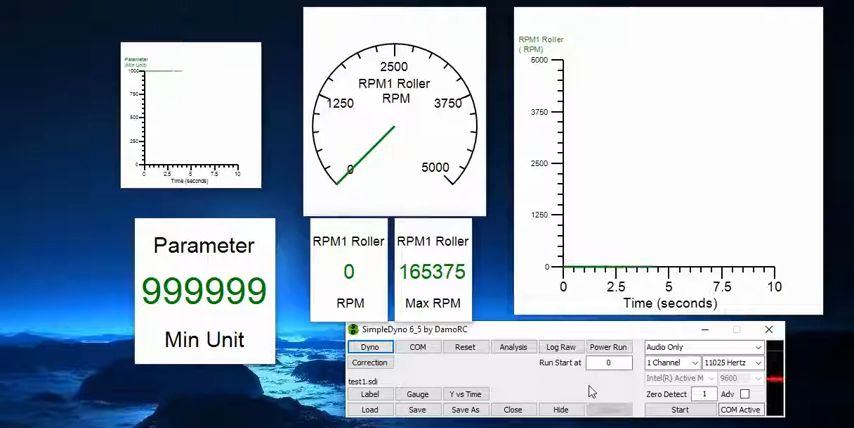 Parameter
(Min Unit)
1000
750
500
250
0
0 2.5 5 7.5 10
Time (seconds)
2500
RPM1 Roller
RPM
1250
3750
0
5000
RPM1 Roller
( RPM)
5000
3750
2500
1250
0
0 2.5 5 7.5 10
Time (seconds)
Parameter
999999
Min Unit
RPM1 Roller
0
RPM
RPM1 Roller
165375
Max RPM
SimpleDyno 6_5 by DamoRC
Dyno COM Reset Analysis Log Raw Power Run Audio Only
Correction Run Start at 0 1 Channel 11025 Hertz
test1.sdi Intel(R) Active M 9600
Label Gauge Y vs Time Zero Detect 1 Adv
Load Save Save As Close Hide Start COM Active